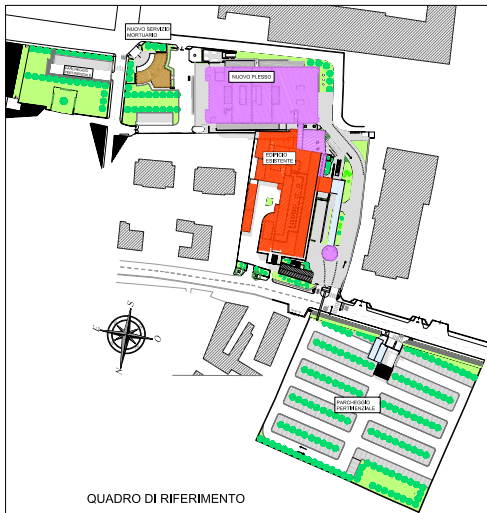 NUOVO SERVIZIO
MORTUARIO
NUOVO PLESSO
EDIFICIO
ESISTENTE
S
E
O
N
PARCHEGGIO
PERTINENZIALE
QUADRO DI RIFERIMENTO